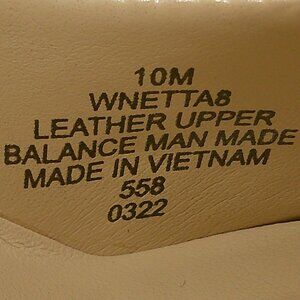 10M
WNETTA8
LEATHER UPPER
BALANCE MAN MADE
MADE IN VIETNAM
558
0322